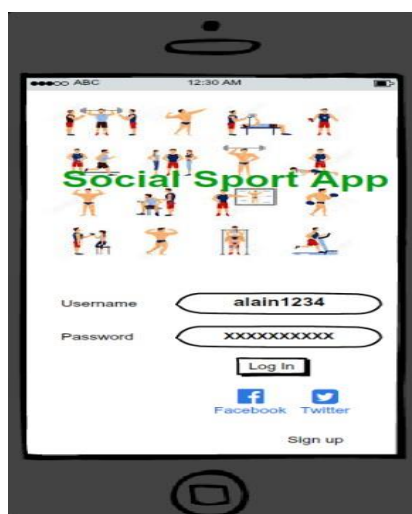 ABC 12:30 AM
Social Sport App
Username alain1234
Password xxxxxxxxxx
Log In
Facebook Twitter
Sign up